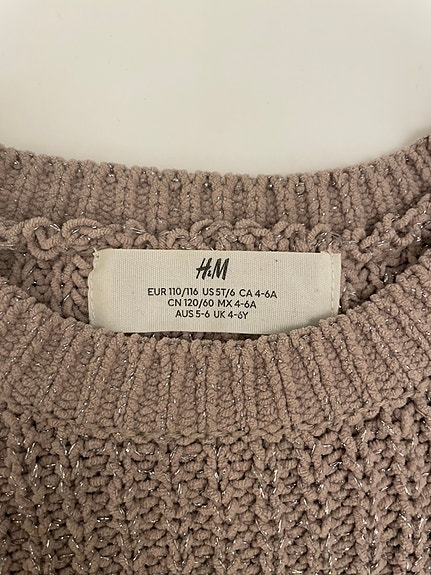 H&M
EUR 110/116 US 5T/6 CA 4-6A
CN 120/60 MX 4-6A
AUS 5-6 UK 4-6Y